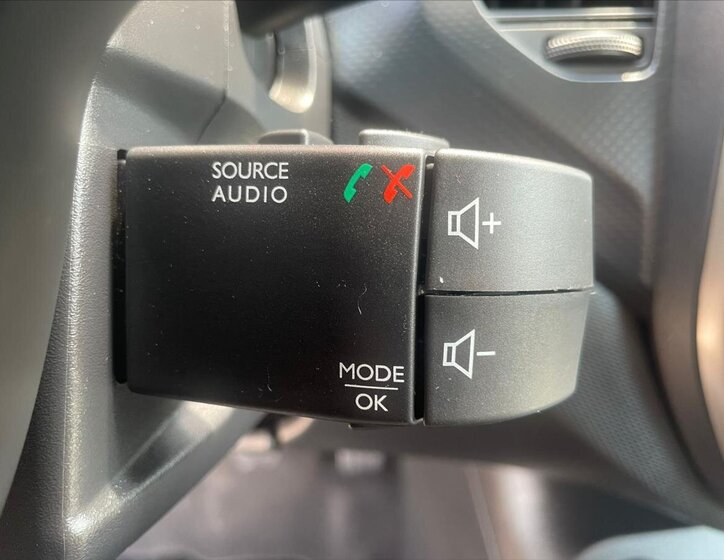 SOURCE
AUDIO
+
-
MODE
OK